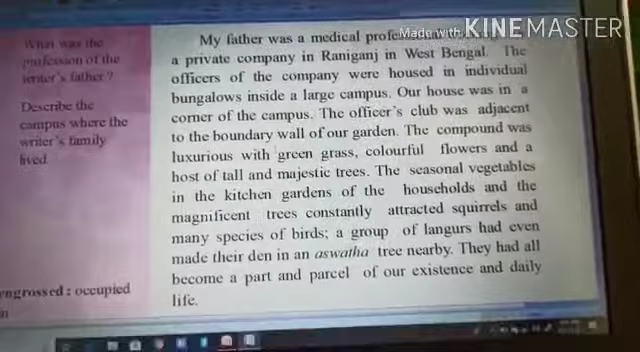 Made with KINEMASTER
What was the
profession of the
writer's father ?
Describe the
campus where the
writer's family
lived.
engrossed : occupied
My father was a medical
a private company in Raniganj in West Bengal. The
officers of the company were housed in individual
bungalows inside a large campus. Our house was in a
corner of the campus. The officer's club was adjacent
to the boundary wall of our garden. The compound was
luxurious with green grass, colourful flowers and a
host of tall and majestic trees. The seasonal vegetables
in the kitchen gardens of the households and the
magnificent trees constantly attracted squirrels and
many species of birds; a group of langurs had even
made their den in an aswatha tree nearby. They had all
become a part and parcel of our existence and daily
life.